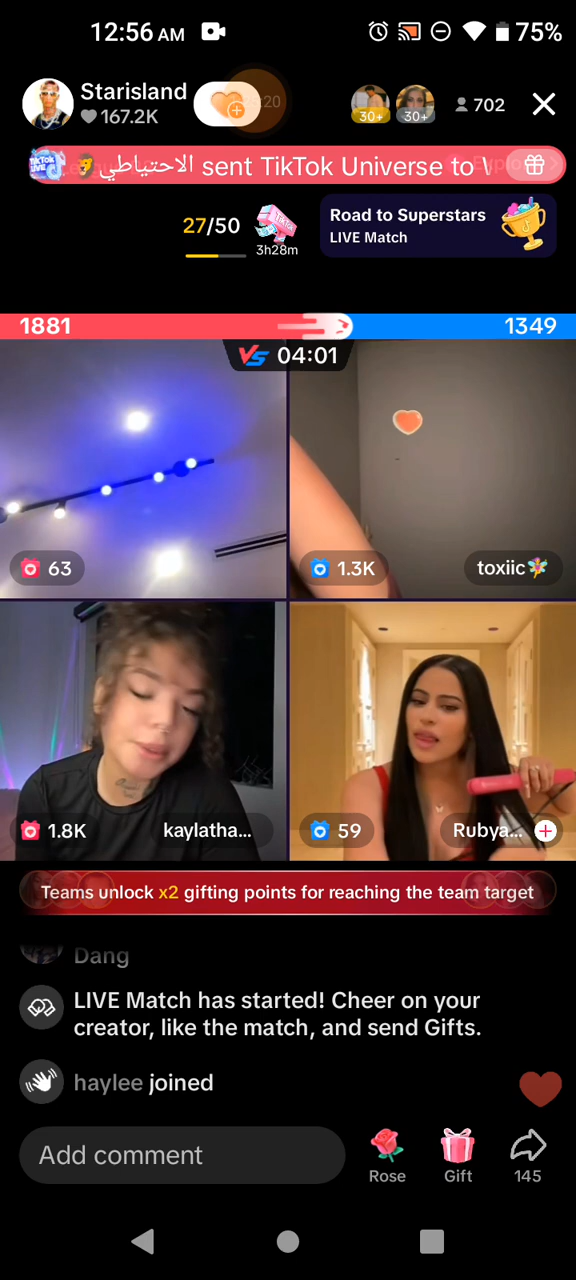 12:56 AM
75%
Starisland
167.2K
30+
30+
702
الاحتياطي sent TikTok Universe to
27/50
3h28m
Road to Superstars
LIVE Match
1881
1349
VS 04:01
63
1.3K
toxiic
1.8K
kaylatha...
59
Rubya...
Teams unlock x2 gifting points for reaching the team target
Dang
LIVE Match has started! Cheer on your
creator, like the match, and send Gifts.
haylee joined
Add comment
Rose
Gift
145